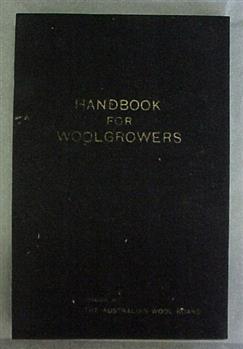 HANDBOOK
FOR
WOOLGROWERS
THE AUSTRALIAN WOOL BOARD